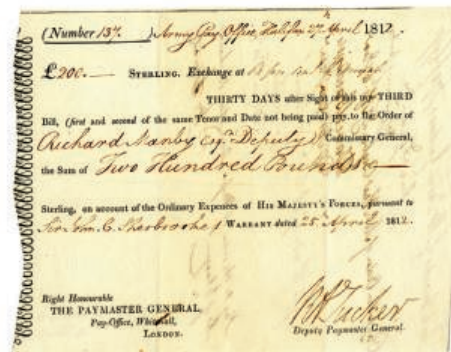 (Number 137. ) Army Pay Office, Halifax 27 April 1812.
£200.— STERLING. Exchange at
THIRTY DAYS after Sight of this my THIRD
Bill, (first and second of the same Tenor and Date not being paid) pay to the Order of
Richard Manby Esqr. Deputy Commissary General,
the Sum of Two Hundred Pounds
Sterling, on account of the Ordinary Expences of HIS MAJESTY'S FORCES, pursuant to
Sir John C. Sherbrooke's WARRANT dated 25th April 1812.
Right Honourable
THE PAYMASTER GENERAL,
Pay-Office, Whitehall,
LONDON.
Tucker
Deputy Paymaster General.